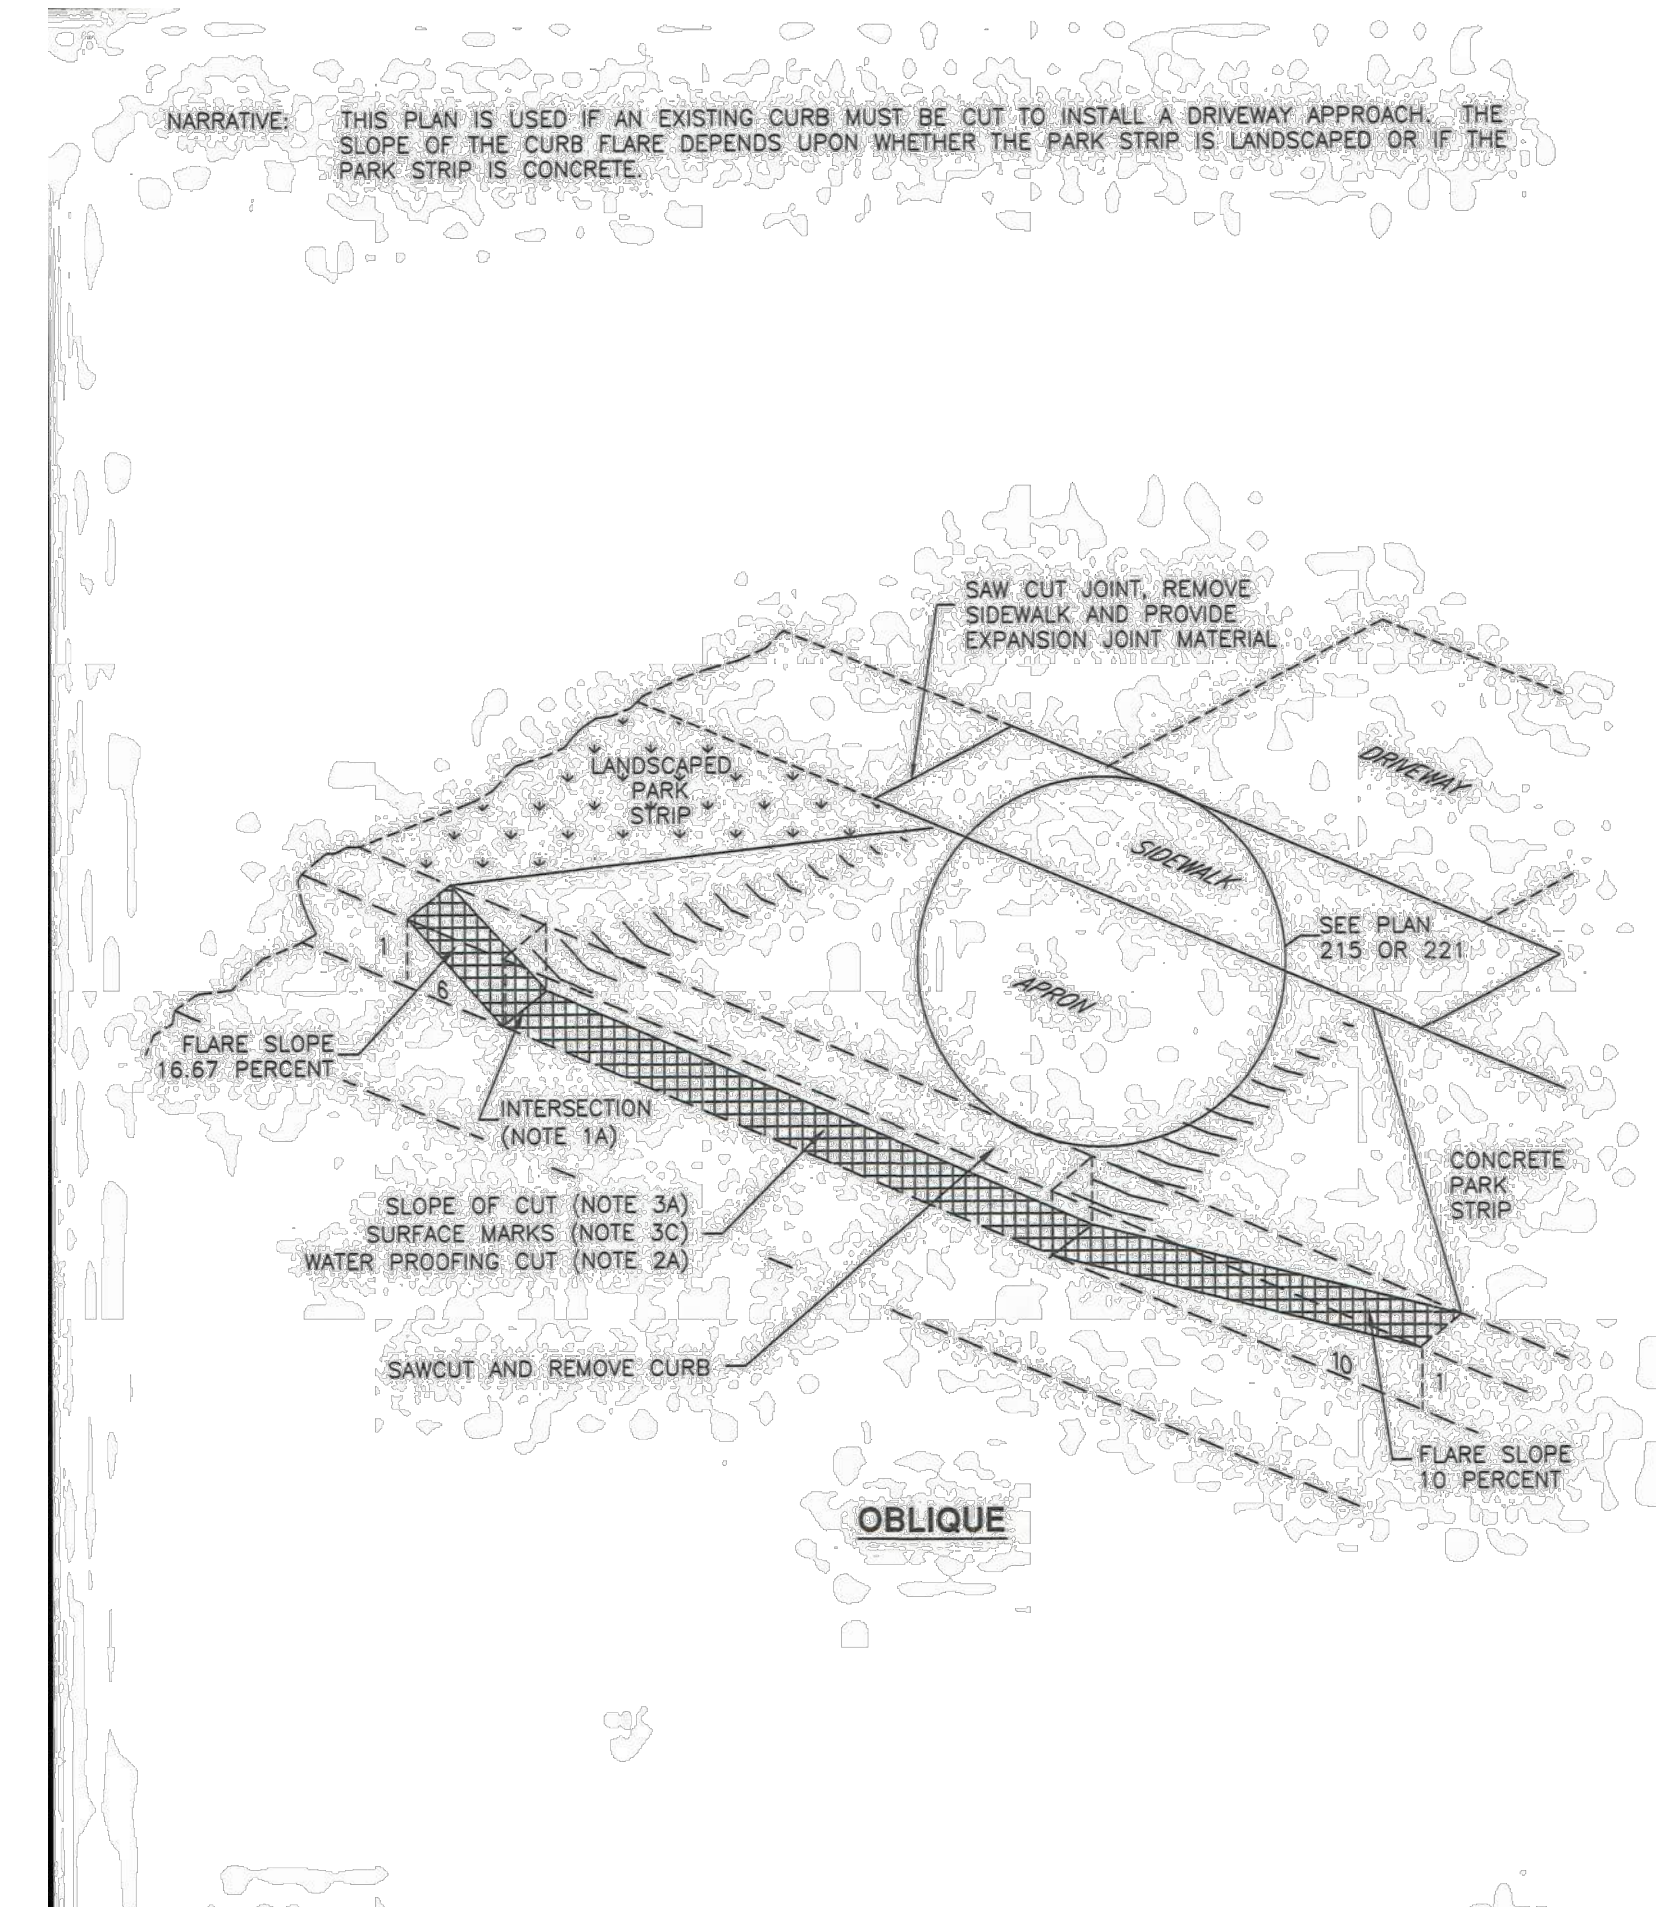 NARRATIVE: THIS PLAN IS USED IF AN EXISTING CURB MUST BE CUT TO INSTALL A DRIVEWAY APPROACH. THE
SLOPE OF THE CURB FLARE DEPENDS UPON WHETHER THE PARK STRIP IS LANDSCAPED OR IF THE
PARK STRIP IS CONCRETE.
SAW CUT JOINT, REMOVE
SIDEWALK AND PROVIDE
EXPANSION JOINT MATERIAL
DRIVEWAY
LANDSCAPED
PARK
STRIP
SIDEWALK
SEE PLAN
215 OR 221
1
6
APRON
FLARE SLOPE
16.67 PERCENT
INTERSECTION
(NOTE 1A)
CONCRETE
PARK
STRIP
SLOPE OF CUT (NOTE 3A)
SURFACE MARKS (NOTE 3C)
WATER PROOFING CUT (NOTE 2A)
SAWCUT AND REMOVE CURB
10
1
FLARE SLOPE
10 PERCENT
OBLIQUE